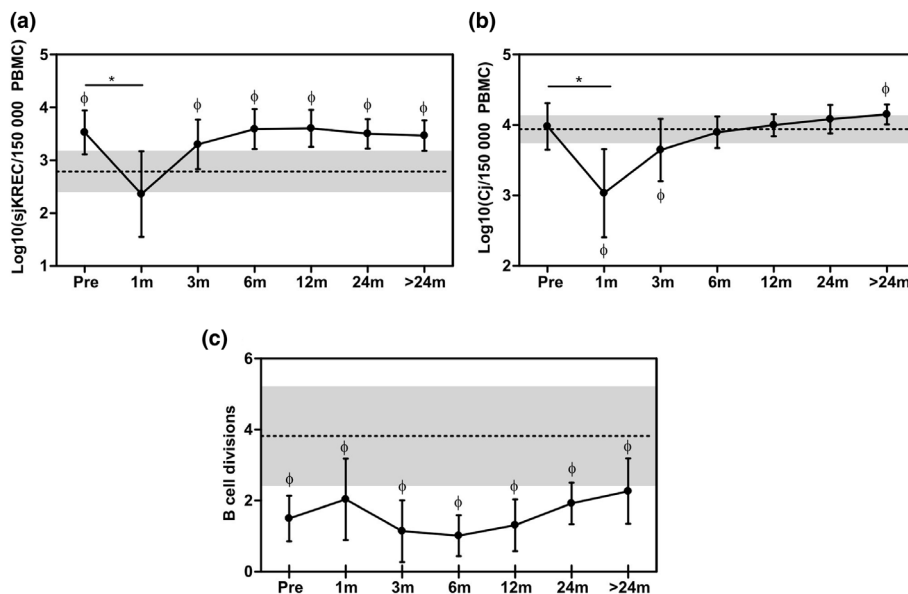 (a)
Log10(sjKREC/150 000 PBMC)
5
4
3
2
1
*
ϕ ϕ ϕ ϕ ϕ ϕ
Pre 1m 3m 6m 12m 24m >24m
(b)
Log10(Cj/150 000 PBMC)
5
4
3
2
*
ϕ
ϕ
ϕ
Pre 1m 3m 6m 12m 24m >24m
(c)
B cell divisions
6
4
2
0
ϕ ϕ ϕ ϕ ϕ ϕ ϕ
Pre 1m 3m 6m 12m 24m >24m